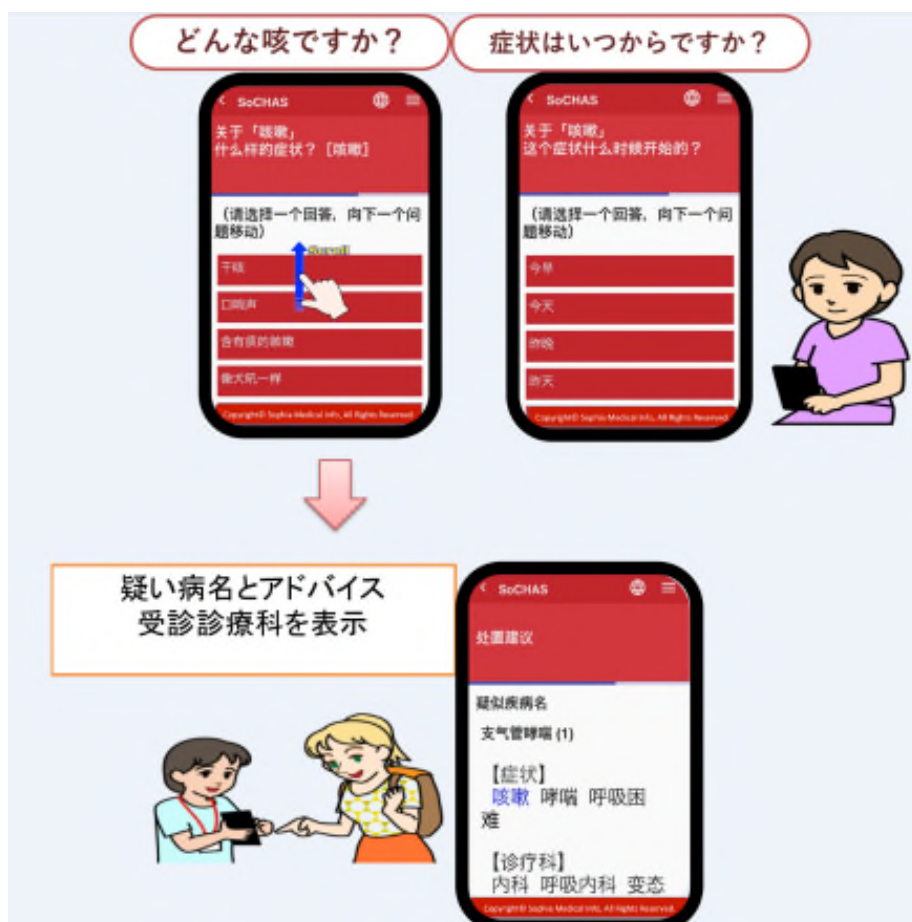 どんな咳ですか？
症状はいつからですか？
SoCHAS
关于「咳嗽」
什么样的症状？［咳嗽］
（请选择一个回答，向下一个问
题移动）
Scroll
干咳
口哨声
含有痰的咳嗽
像犬吼一样
Copyright© Sophia Medical Info, All Rights Reserved
SoCHAS
关于「咳嗽」
这个症状什么时候开始的？
（请选择一个回答，向下一个问
题移动）
今早
今天
昨晚
昨天
Copyright© Sophia Medical Info, All Rights Reserved
疑い病名とアドバイス
受診診療科を表示
SoCHAS
处置建议
疑似疾病名
支气管哮喘 (1)
【症状】
咳嗽 哮喘 呼吸困
难
【诊疗科】
内科 呼吸内科 变态
Copyright© Sophia Medical Info, All Rights Reserved